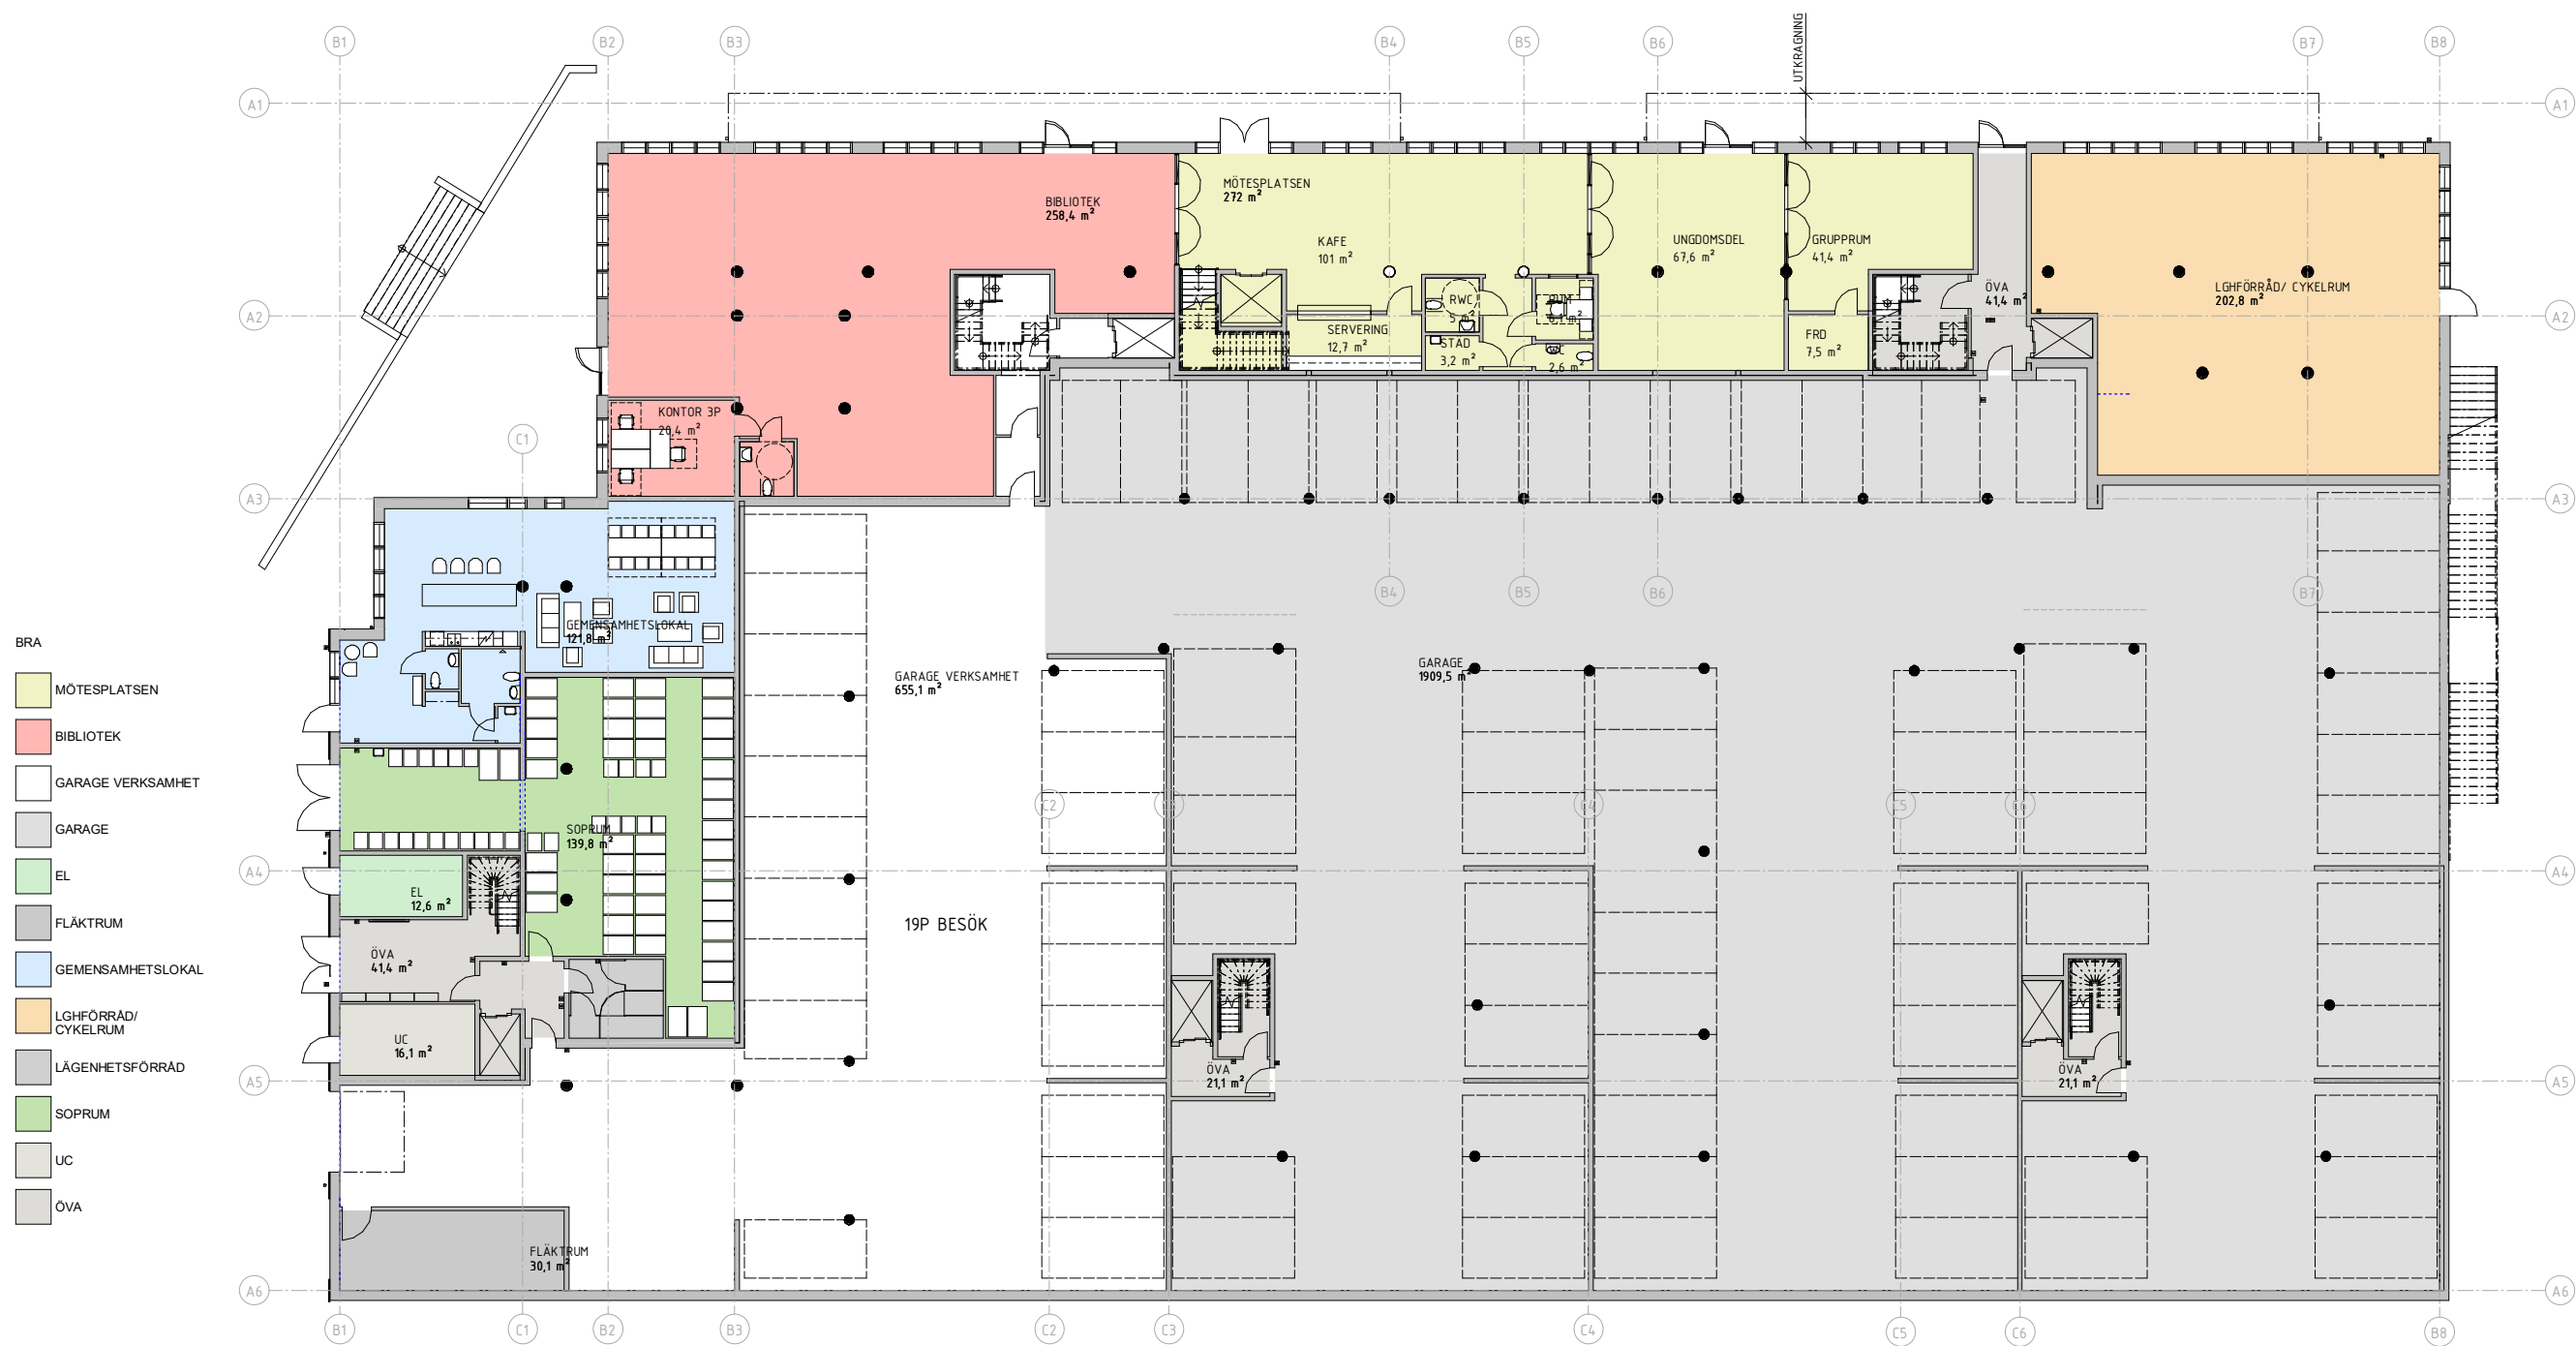 UTKRAGNING
B1
B2
B3
B4
B5
B6
B7
B8
A1
A1
MÖTESPLATSEN
272 m²
BIBLIOTEK
258,4 m²
KAFE
101 m²
UNGDOMSDEL
67,6 m²
GRUPPRUM
41,4 m²
ÖVA
41,4 m²
LGHFÖRRÅD/ CYKELRUM
202,8 m²
RWC
5 m²
A2
A2
SERVERING
12,7 m²
STÄD
3,2 m²
2,6 m²
FRD
7,5 m²
KONTOR 3P
20,4 m²
C1
A3
A3
B4
B5
B6
B7
GEMENSAMHETSLOKAL
121,8 m²
GARAGE VERKSAMHET
655,1 m²
GARAGE
1909,5 m²
BRA
MÖTESPLATSEN
BIBLIOTEK
GARAGE VERKSAMHET
GARAGE
EL
FLÄKTRUM
GEMENSAMHETSLOKAL
LGHFÖRRÅD/
CYKELRUM
LÄGENHETSFÖRRÅD
SOPRUM
UC
ÖVA
C2
C4
C5
SOPRUM
139,8 m²
A4
A4
EL
12,6 m²
19P BESÖK
ÖVA
41,4 m²
UC
16,1 m²
ÖVA
21,1 m²
ÖVA
21,1 m²
A5
A5
FLÄKTRUM
30,1 m²
A6
A6
B1
C1
B2
B3
C2
C3
C4
C5
C6
B8